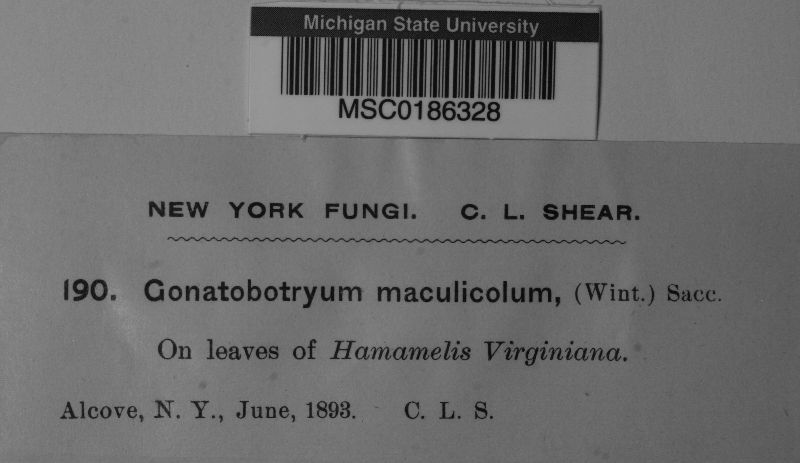 Michigan State University
MSC0186328
NEW YORK FUNGI. C. L. SHEAR.
190. Gonatobotryum maculicolum, (Wint.) Sacc.
On leaves of Hamamelis Virginiana.
Alcove, N. Y., June, 1893. C. L. S.